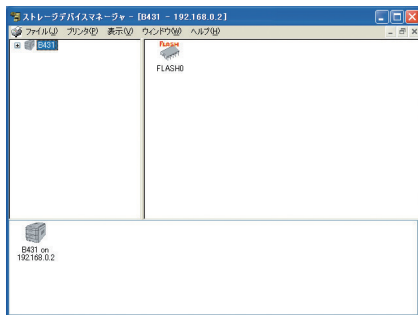 ストレージデバイスマネージャ - [B431 - 192.168.0.2]
ファイル(J) プリンタ(P) 表示(V) ウィンドウ(W) ヘルプ(H)
B431
FLASH
FLASH0
B431 on
192.168.0.2